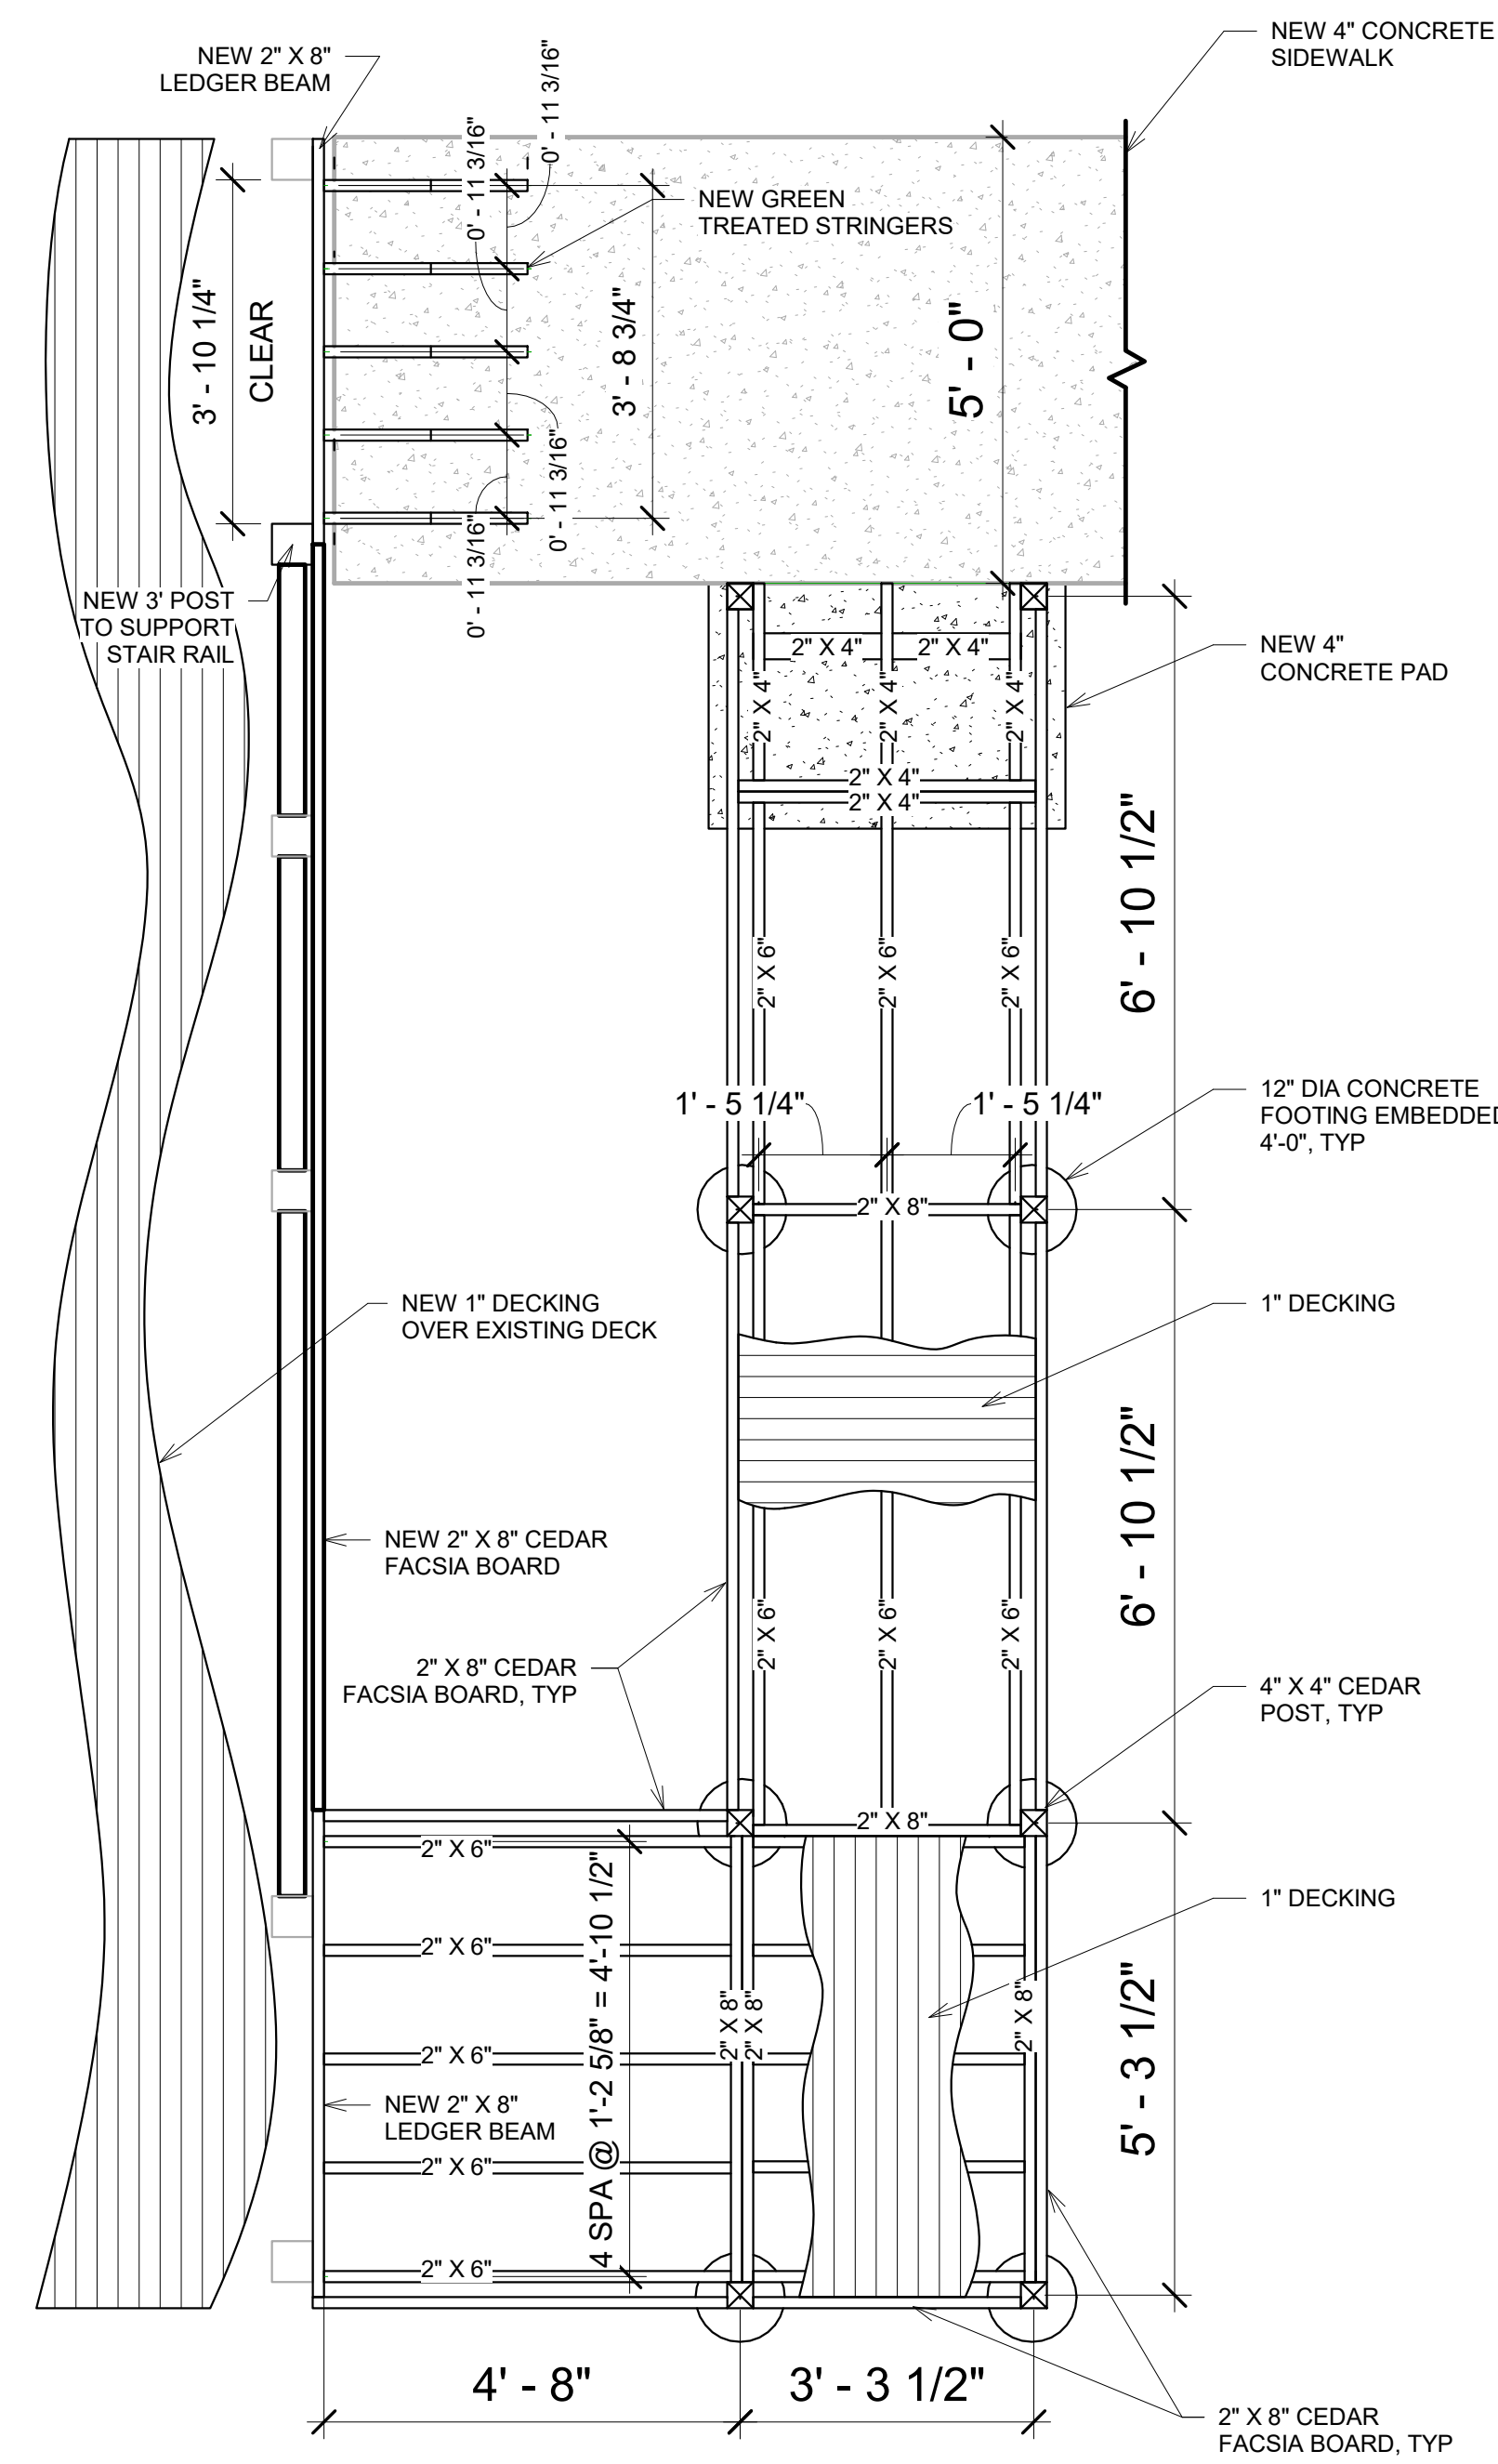 NEW 4" CONCRETE
SIDEWALK
NEW 2" X 8"
LEDGER BEAM
0' - 11 3/16"
0' - 11 3/16"
NEW GREEN
TREATED STRINGERS
3' - 10 1/4"
CLEAR
3' - 8 3/4"
5' - 0"
0' - 11 3/16"
0' - 11 3/16"
NEW 3' POST
TO SUPPORT
STAIR RAIL
2" X 4"
2" X 4"
NEW 4"
CONCRETE PAD
2" X 4"
2" X 4"
2" X 4"
2" X 4"
2" X 4"
6' - 10 1/2"
2" X 6"
2" X 6"
2" X 6"
1' - 5 1/4"
1' - 5 1/4"
12" DIA CONCRETE
FOOTING EMBEDDED
4'-0", TYP
2" X 8"
NEW 1" DECKING
OVER EXISTING DECK
1" DECKING
6' - 10 1/2"
NEW 2" X 8" CEDAR
FACSIA BOARD
2" X 6"
2" X 6"
2" X 6"
2" X 8" CEDAR
FACSIA BOARD, TYP
4" X 4" CEDAR
POST, TYP
2" X 8"
2" X 6"
4 SPA @ 1'-2 5/8" = 4'-10 1/2"
1" DECKING
2" X 6"
2" X 8"
2" X 8"
2" X 8"
5' - 3 1/2"
2" X 6"
NEW 2" X 8"
LEDGER BEAM
2" X 6"
2" X 6"
4' - 8"
3' - 3 1/2"
2" X 8" CEDAR
FACSIA BOARD, TYP